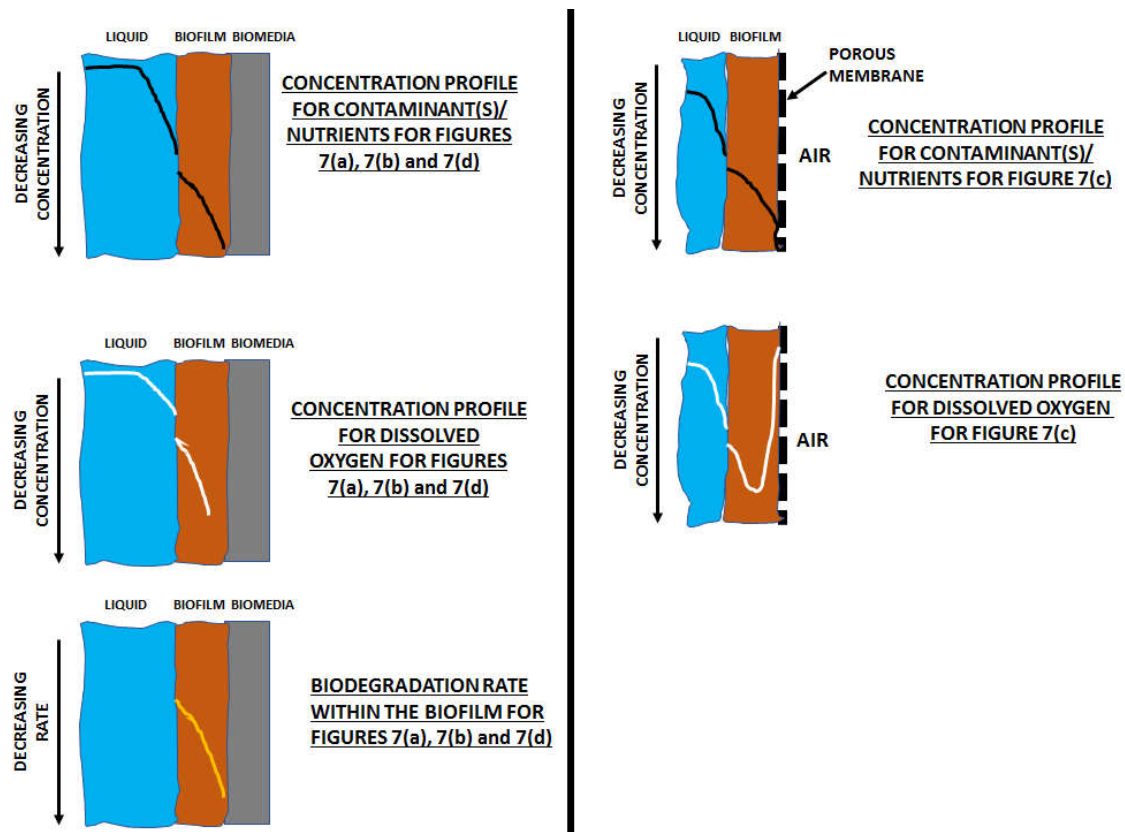 LIQUID BIOFILM BIOMEDIA
DECREASING
CONCENTRATION
CONCENTRATION PROFILE
FOR CONTAMINANT(S)/
NUTRIENTS FOR FIGURES
7(a), 7(b) and 7(d)
LIQUID BIOFILM BIOMEDIA
DECREASING
CONCENTRATION
CONCENTRATION PROFILE
FOR DISSOLVED
OXYGEN FOR FIGURES
7(a), 7(b) and 7(d)
LIQUID BIOFILM BIOMEDIA
DECREASING
RATE
BIODEGRADATION RATE
WITHIN THE BIOFILM FOR
FIGURES 7(a), 7(b) and 7(d)
LIQUID BIOFILM
POROUS
MEMBRANE
DECREASING
CONCENTRATION
AIR
CONCENTRATION PROFILE
FOR CONTAMINANT(S)/
NUTRIENTS FOR FIGURE 7(c)
DECREASING
CONCENTRATION
AIR
CONCENTRATION PROFILE
FOR DISSOLVED OXYGEN
FOR FIGURE 7(c)